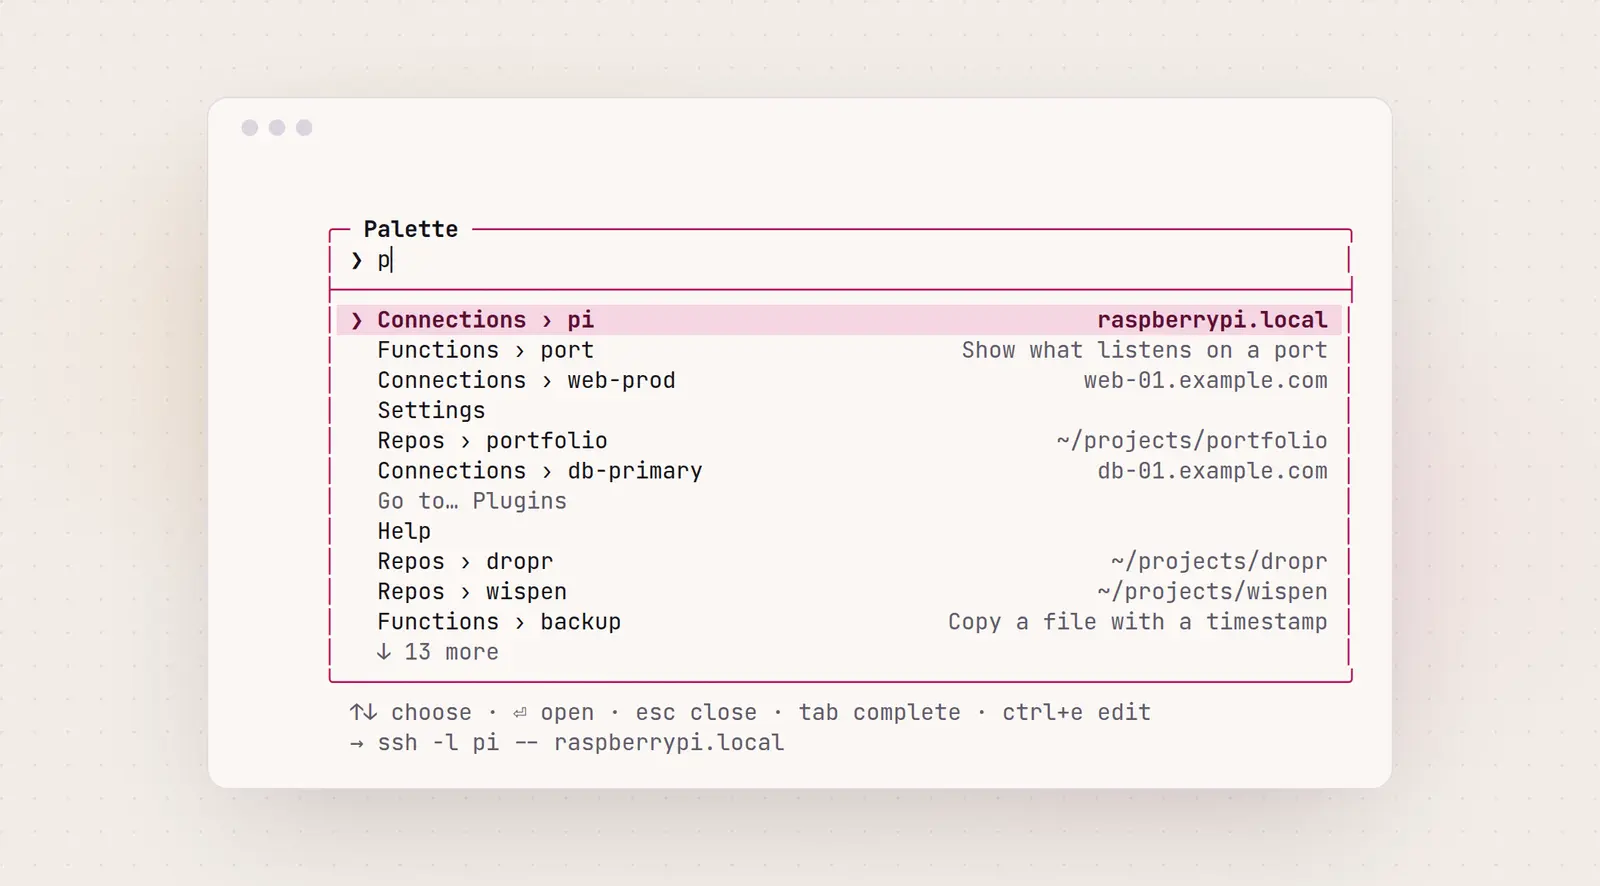 Palette
❯ p
❯ Connections › pi raspberrypi.local
Functions › port Show what listens on a port
Connections › web-prod web-01.example.com
Settings
Repos › portfolio ~/projects/portfolio
Connections › db-primary db-01.example.com
Go to… Plugins
Help
Repos › dropr ~/projects/dropr
Repos › wispen ~/projects/wispen
Functions › backup Copy a file with a timestamp
↓ 13 more
↑↓ choose · ⏎ open · esc close · tab complete · ctrl+e edit
→ ssh -l pi -- raspberrypi.local